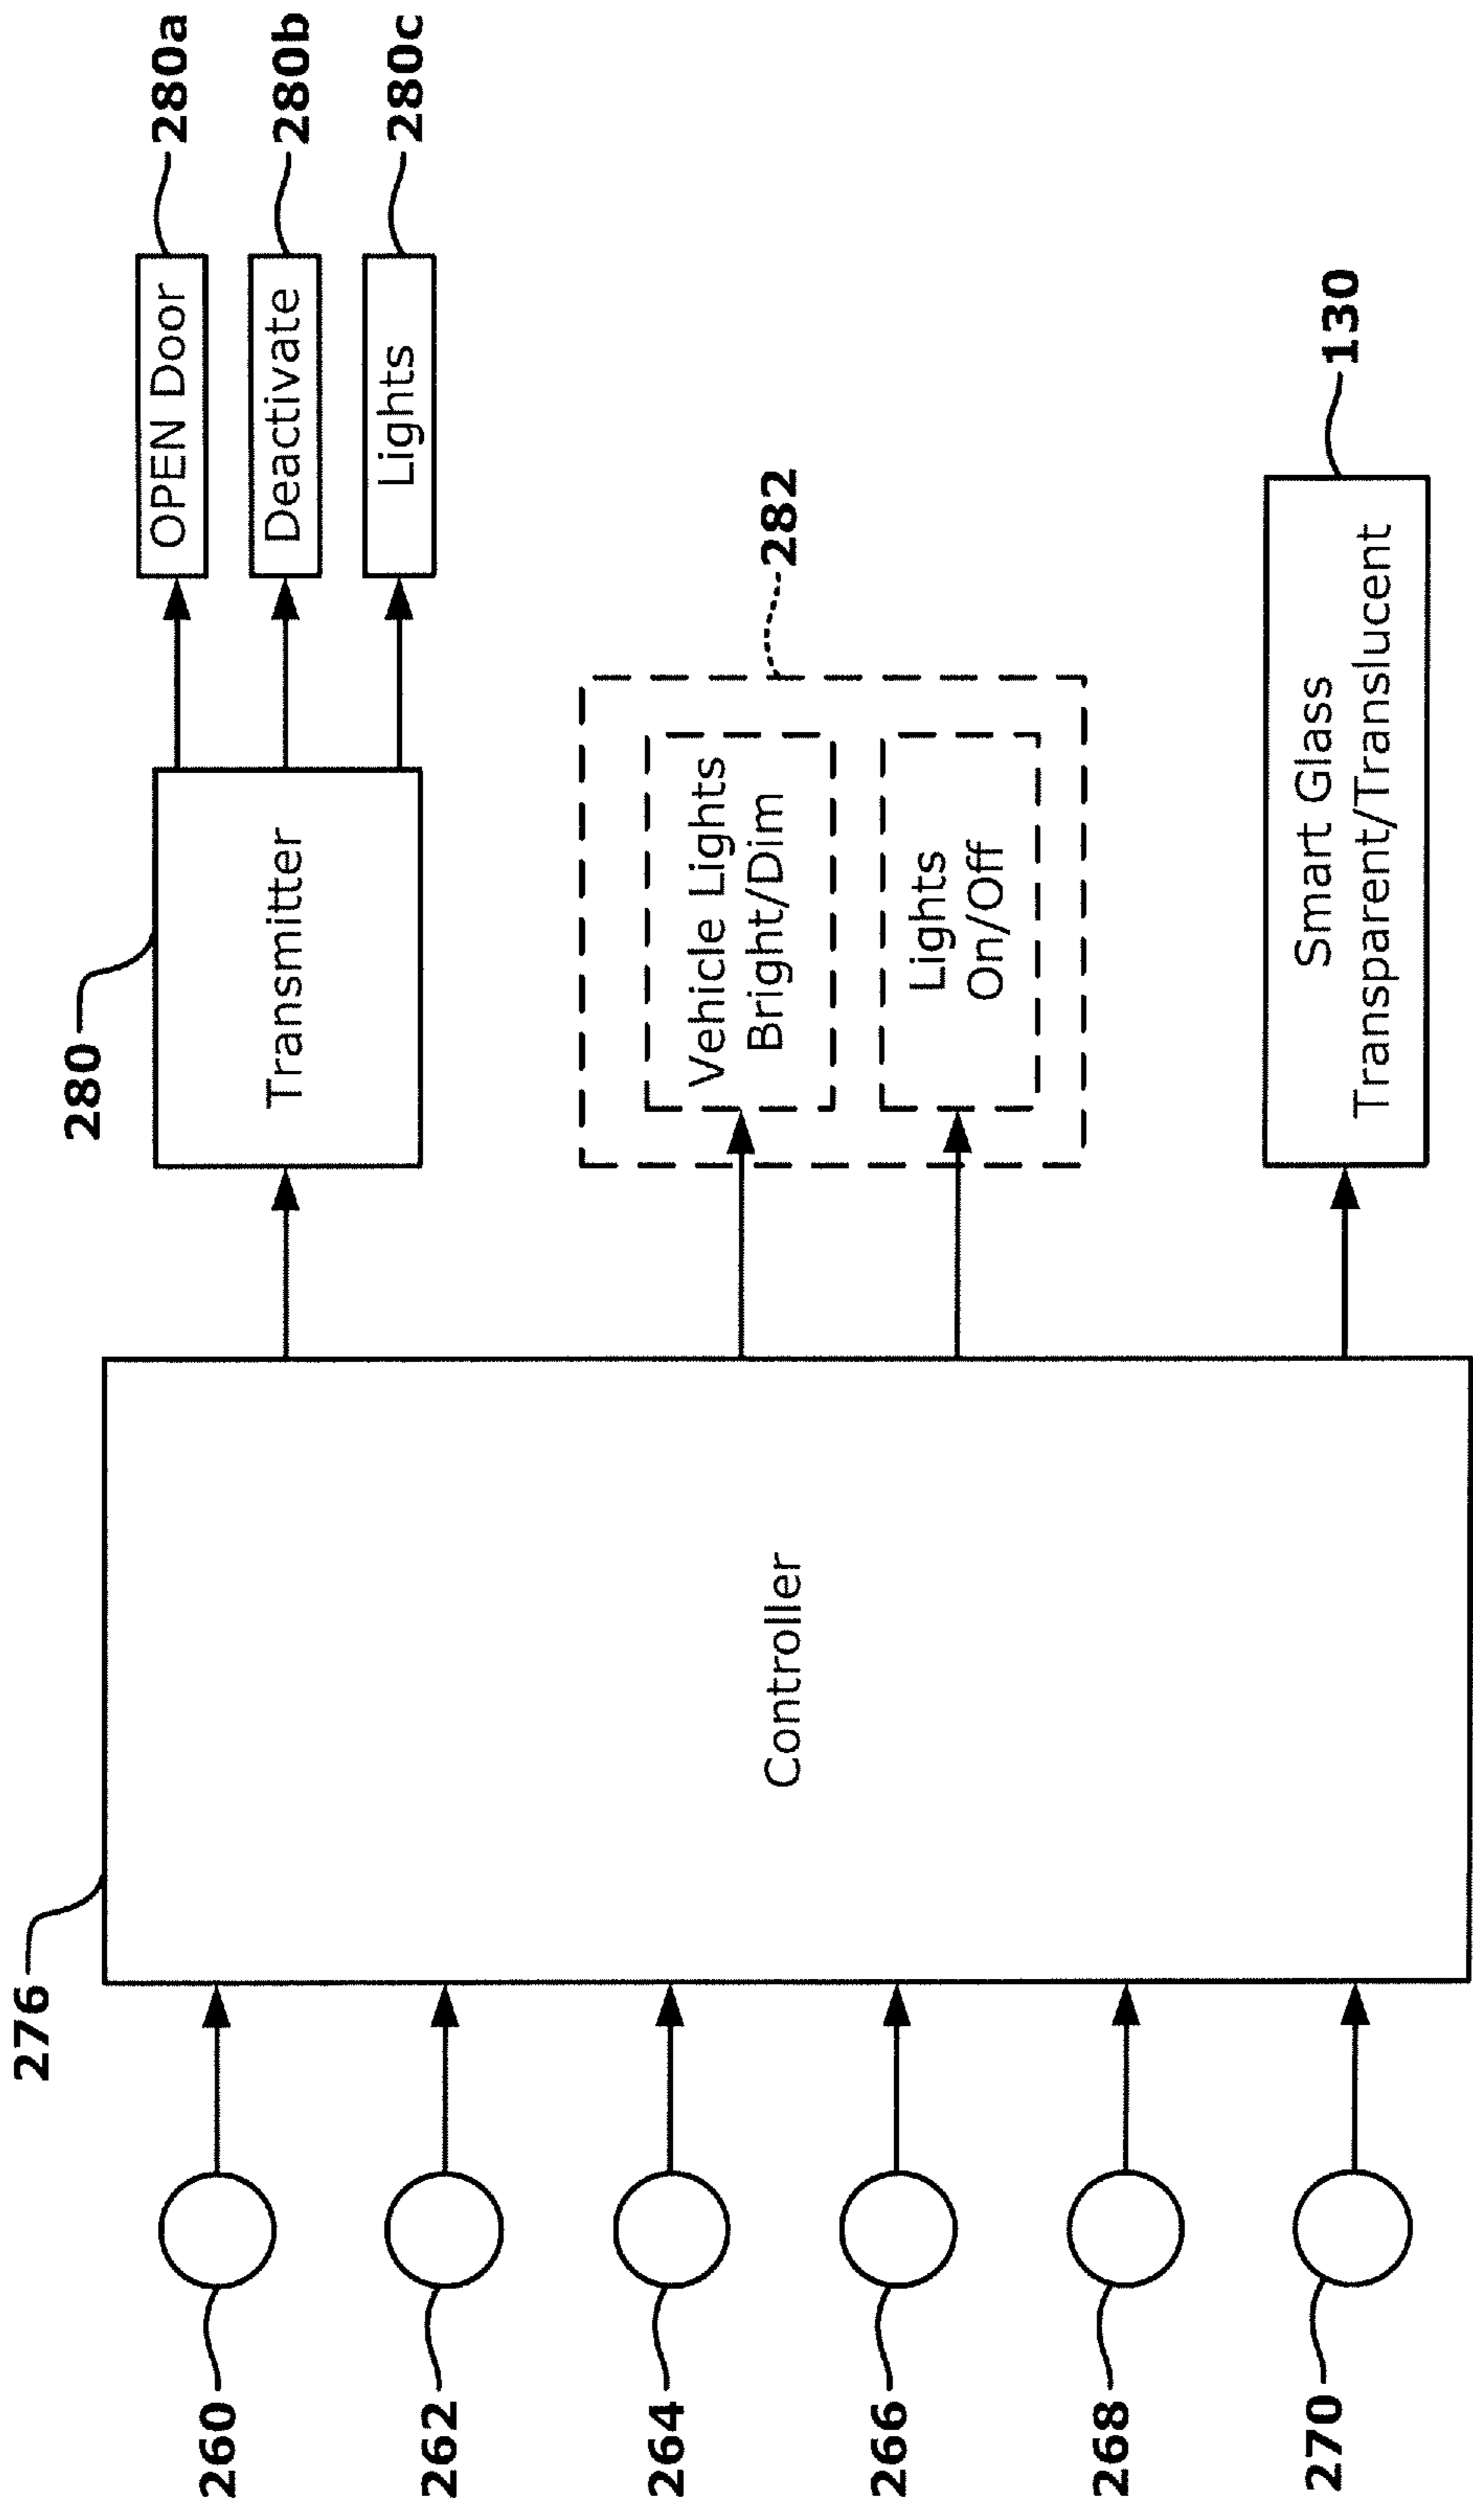 276
Controller
260
262
264
266
268
270
280
Transmitter
OPEN Door
280a
Deactivate
280b
Lights
280c
282
Vehicle Lights
Bright/Dim
Lights
On/Off
Smart Glass
Transparent/Translucent
130